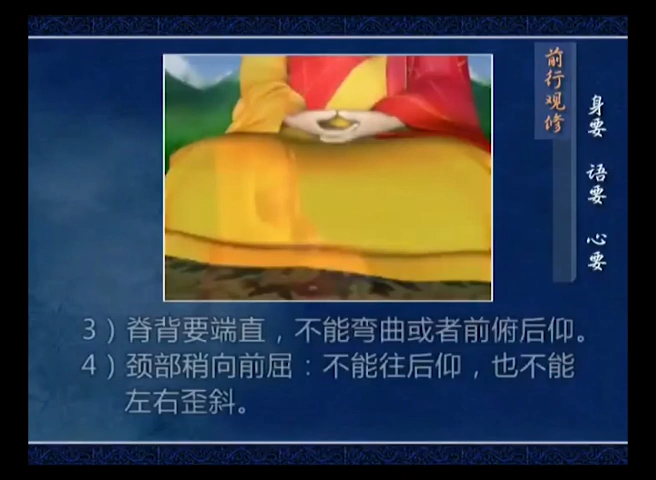 前行观修
身要 语要 心要
3）脊背要端直，不能弯曲或者前俯后仰。
4）颈部稍向前屈：不能往后仰，也不能
左右歪斜。